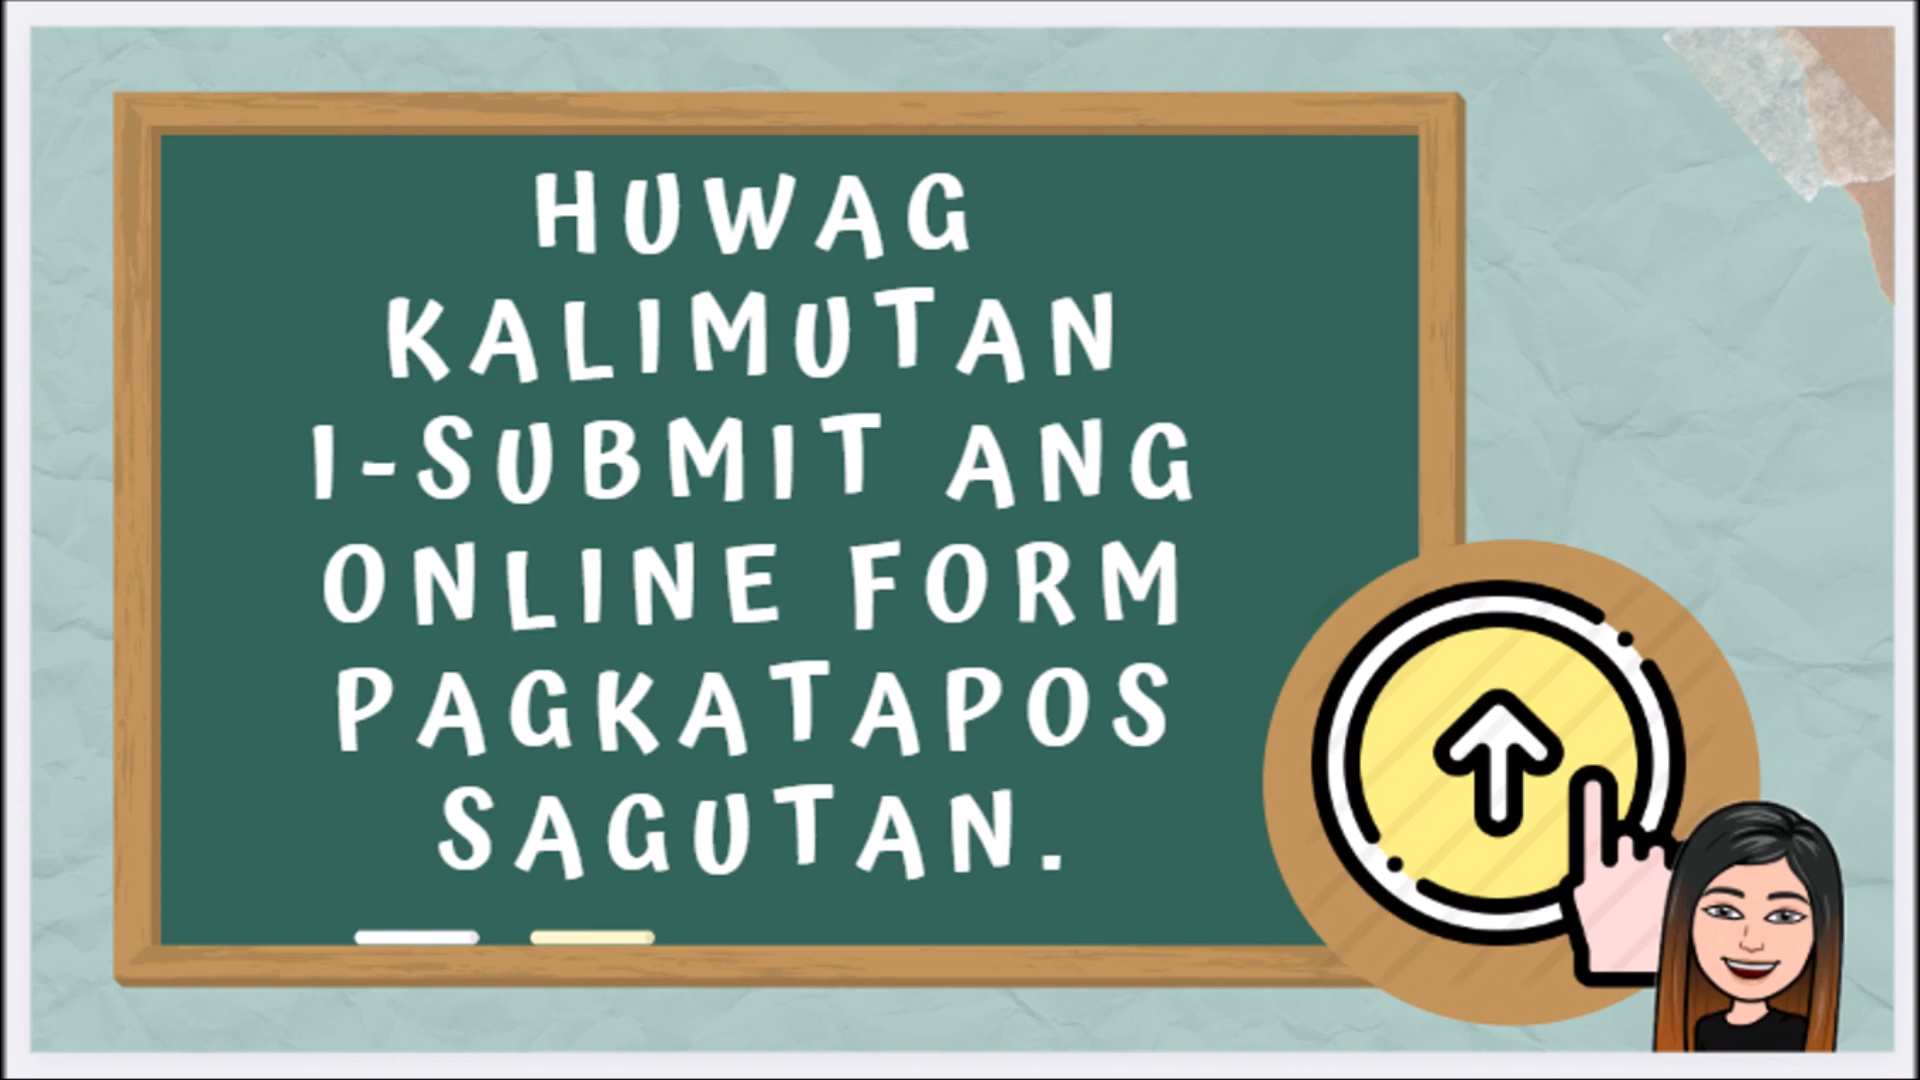 HUWAG
KALIMUTAN
I-SUBMIT ANG
ONLINE FORM
PAGKATAPOS
SAGUTAN.